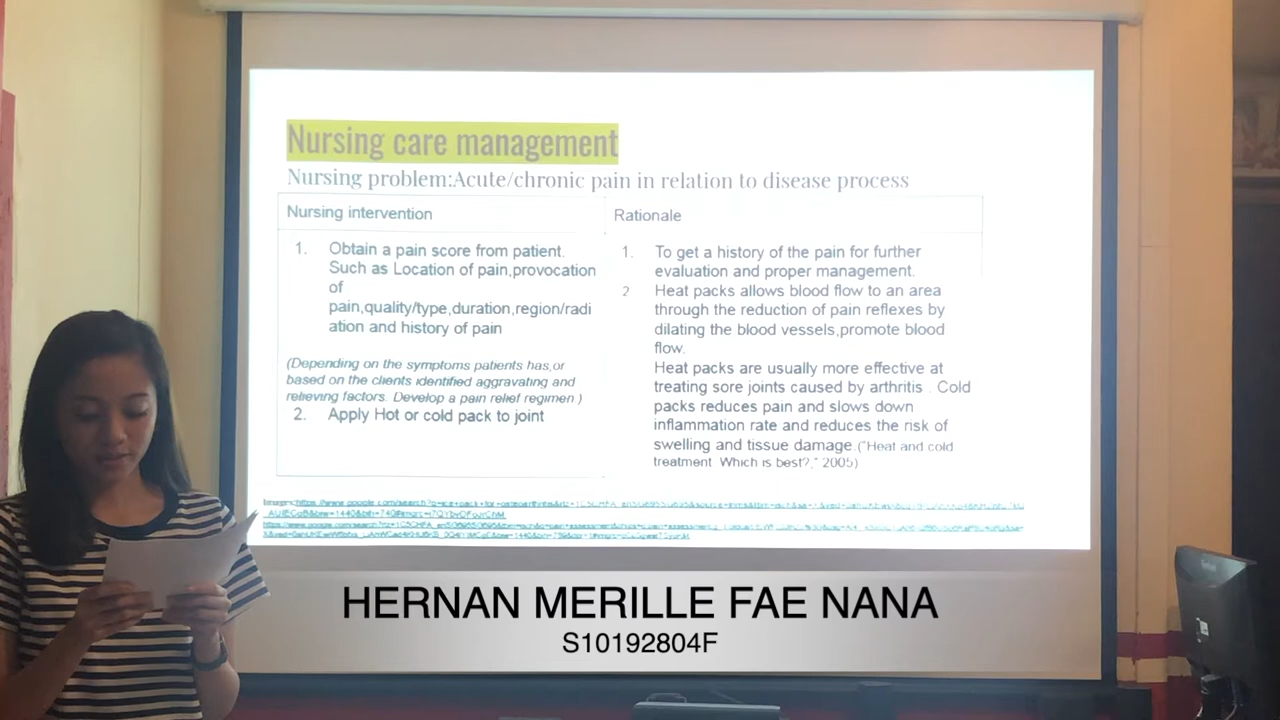 Nursing care management
Nursing problem:Acute/chronic pain in relation to disease process
Nursing intervention
Rationale
1. Obtain a pain score from patient.
Such as Location of pain,provocation
of
pain,quality/type,duration,region/radi
ation and history of pain
(Depending on the symptoms patients has,or
based on the clients identified aggravating and
relieving factors. Develop a pain relief regimen )
2. Apply Hot or cold pack to joint
1. To get a history of the pain for further
evaluation and proper management.
2 Heat packs allows blood flow to an area
through the reduction of pain reflexes by
dilating the blood vessels,promote blood
flow.
Heat packs are usually more effective at
treating sore joints caused by arthritis . Cold
packs reduces pain and slows down
inflammation rate and reduces the risk of
swelling and tissue damage.("Heat and cold
treatment Which is best?," 2005)
HERNAN MERILLE FAE NANA
S10192804F